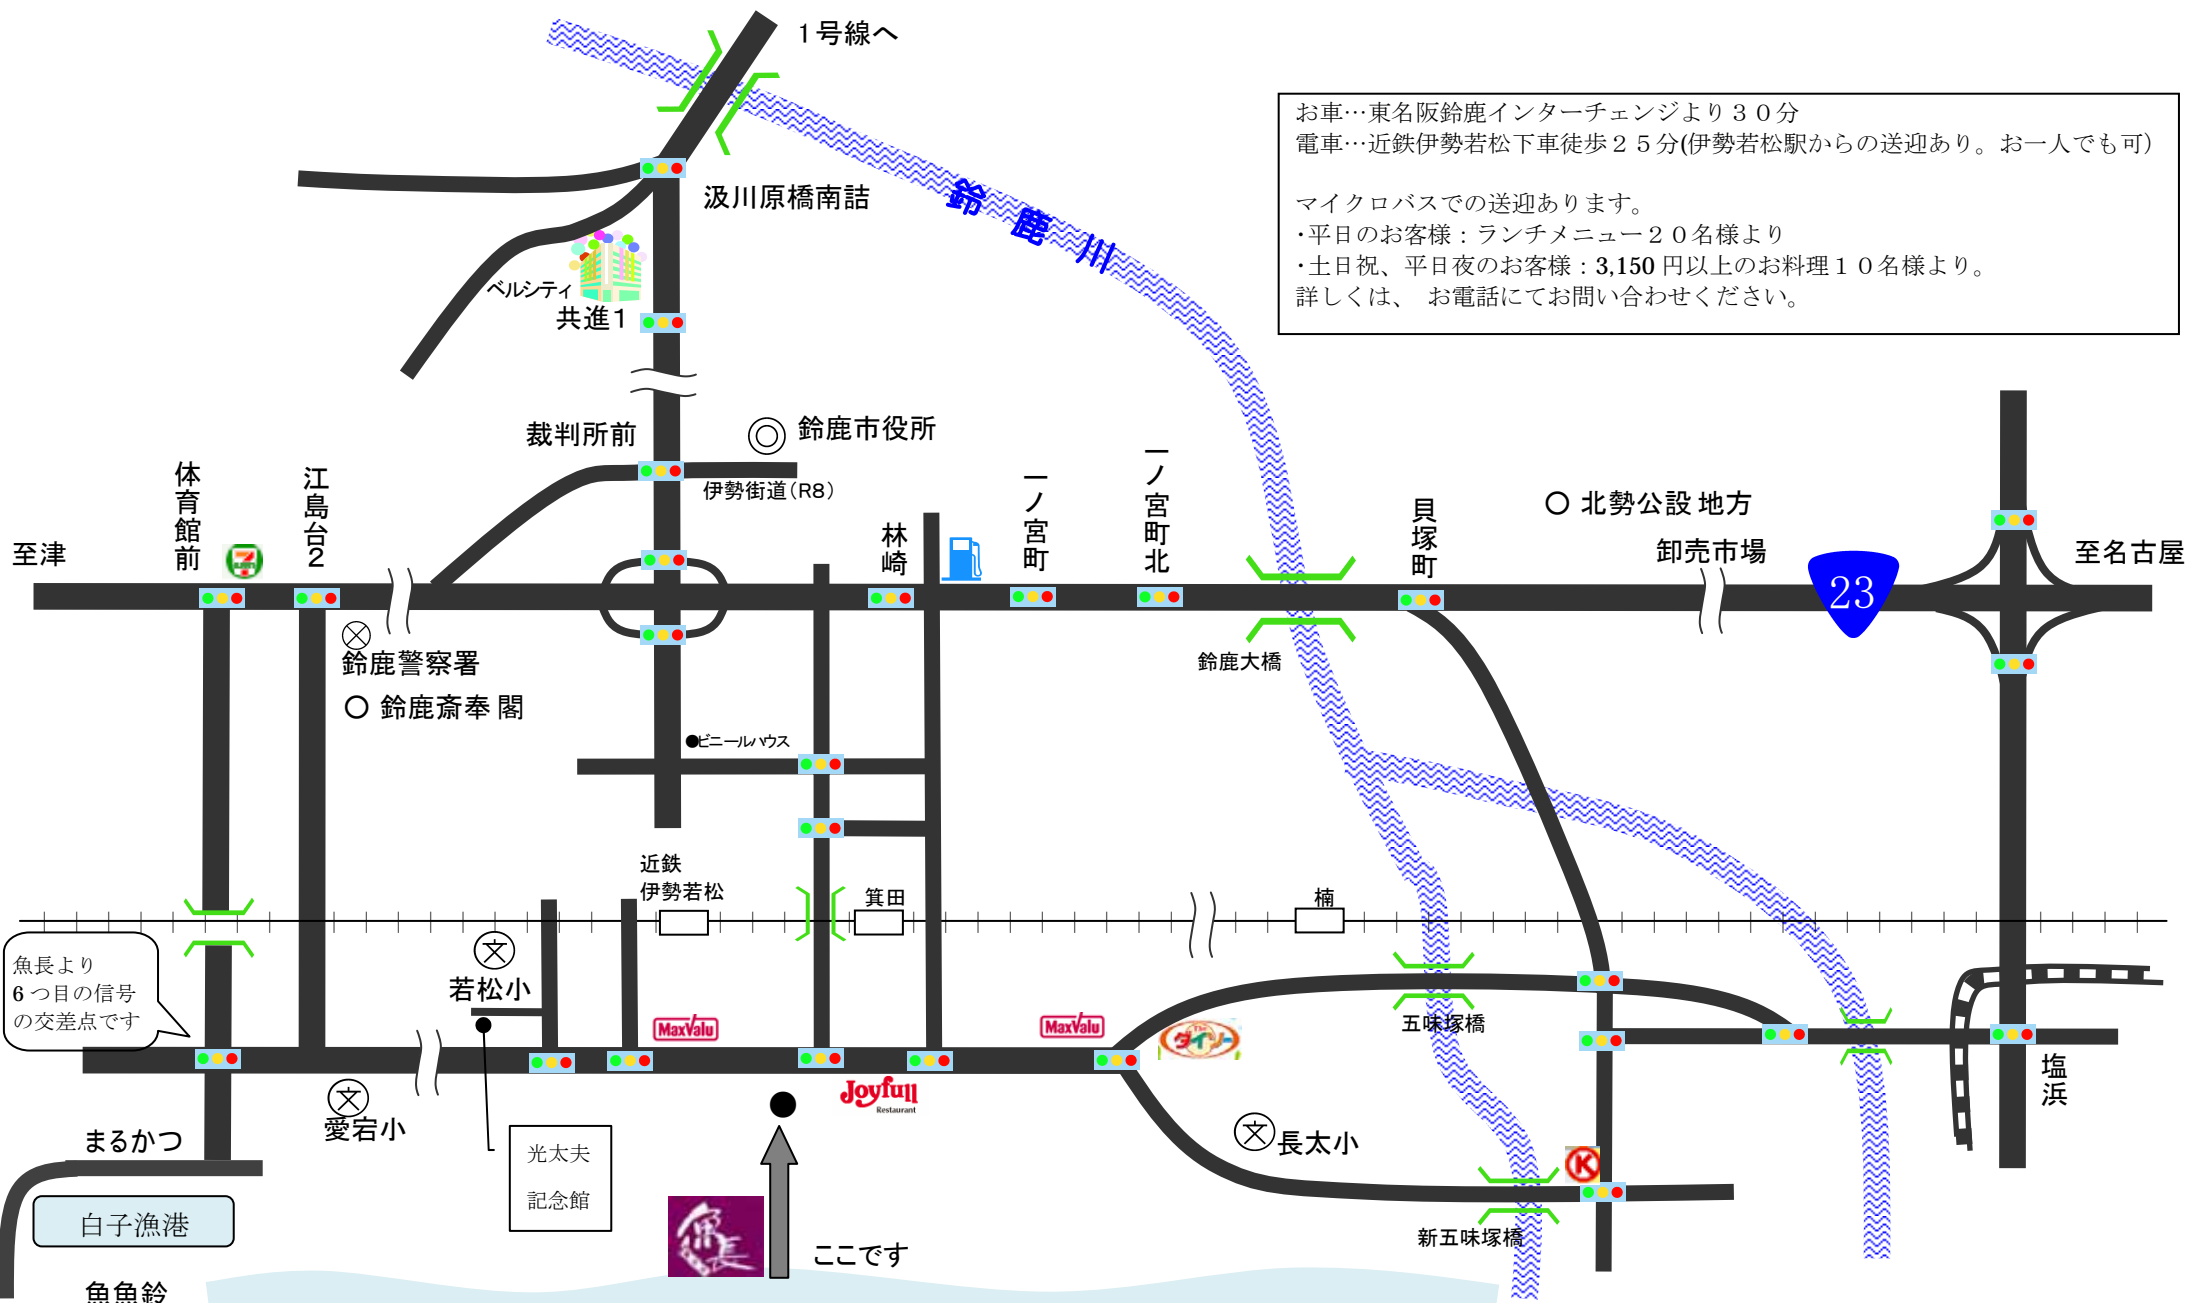 1号線へ
お車…東名阪鈴鹿インターチェンジより３０分
電車…近鉄伊勢若松下車徒歩２５分(伊勢若松駅からの送迎あり。お一人でも可)
マイクロバスでの送迎あります。
・平日のお客様：ランチメニュー２０名様より
・土日祝、平日夜のお客様：3,150 円以上のお料理１０名様より。
詳しくは、 お電話にてお問い合わせください。
汲川原橋南詰
鈴鹿川
ベルシティ
共進1
裁判所前
鈴鹿市役所
伊勢街道(R8)
体育館前
江島台2
林崎
一ノ宮町
一ノ宮町北
貝塚町
北勢公設 地方
卸売市場
至津
23
至名古屋
鈴鹿警察署
鈴鹿斎奉 閣
鈴鹿大橋
ビニールハウス
近鉄
伊勢若松
箕田
楠
魚長より
6 つ目の信号
の交差点です
文
若松小
MaxValu
MaxValu
The ダイソー
五味塚橋
塩浜
Joyfull
Restaurant
文
愛宕小
まるかつ
光太夫
記念館
文
長太小
K
白子漁港
魚長
ここです
新五味塚橋
魚魚鈴